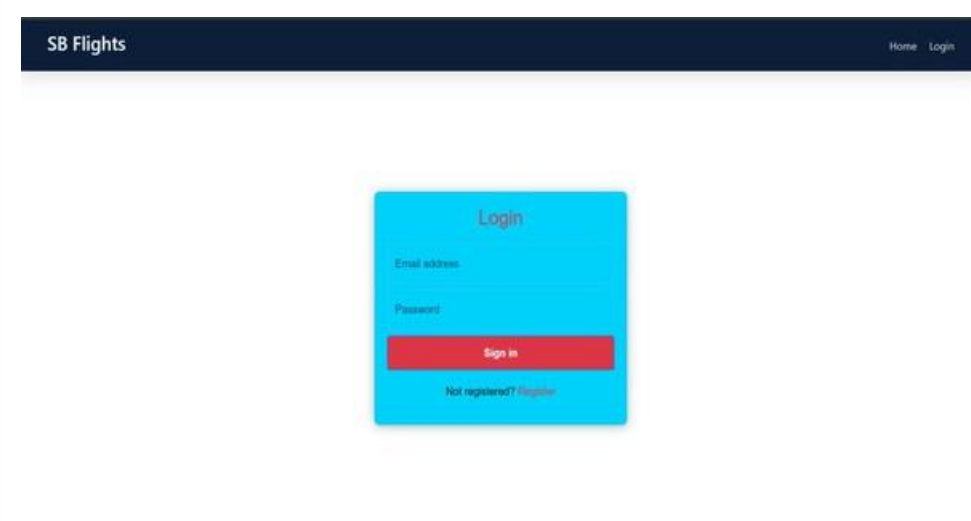 SB Flights
Home Login
Login
Email address
Password
Sign in
Not registered? Register